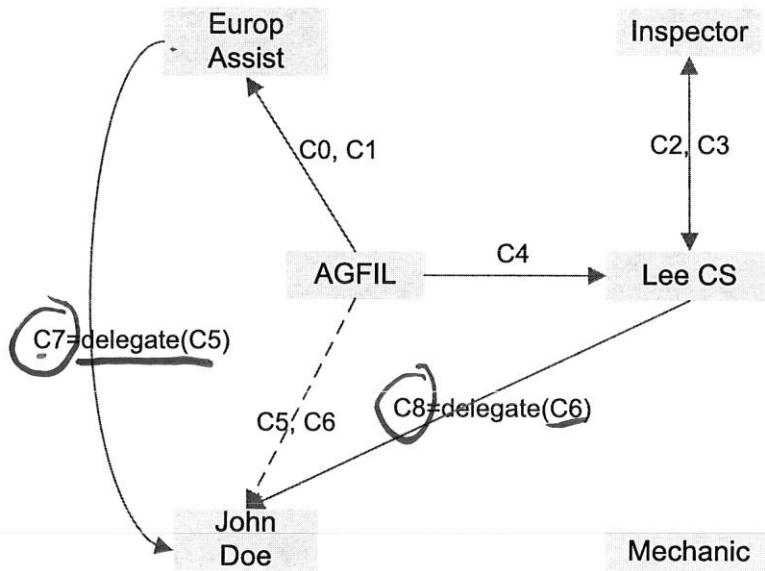 Europ
Assist
Inspector
C0, C1
C2, C3
AGFIL
C4
Lee CS
C7=delegate(C5)
C5, C6
C8=delegate(C6)
John
Doe
Mechanic